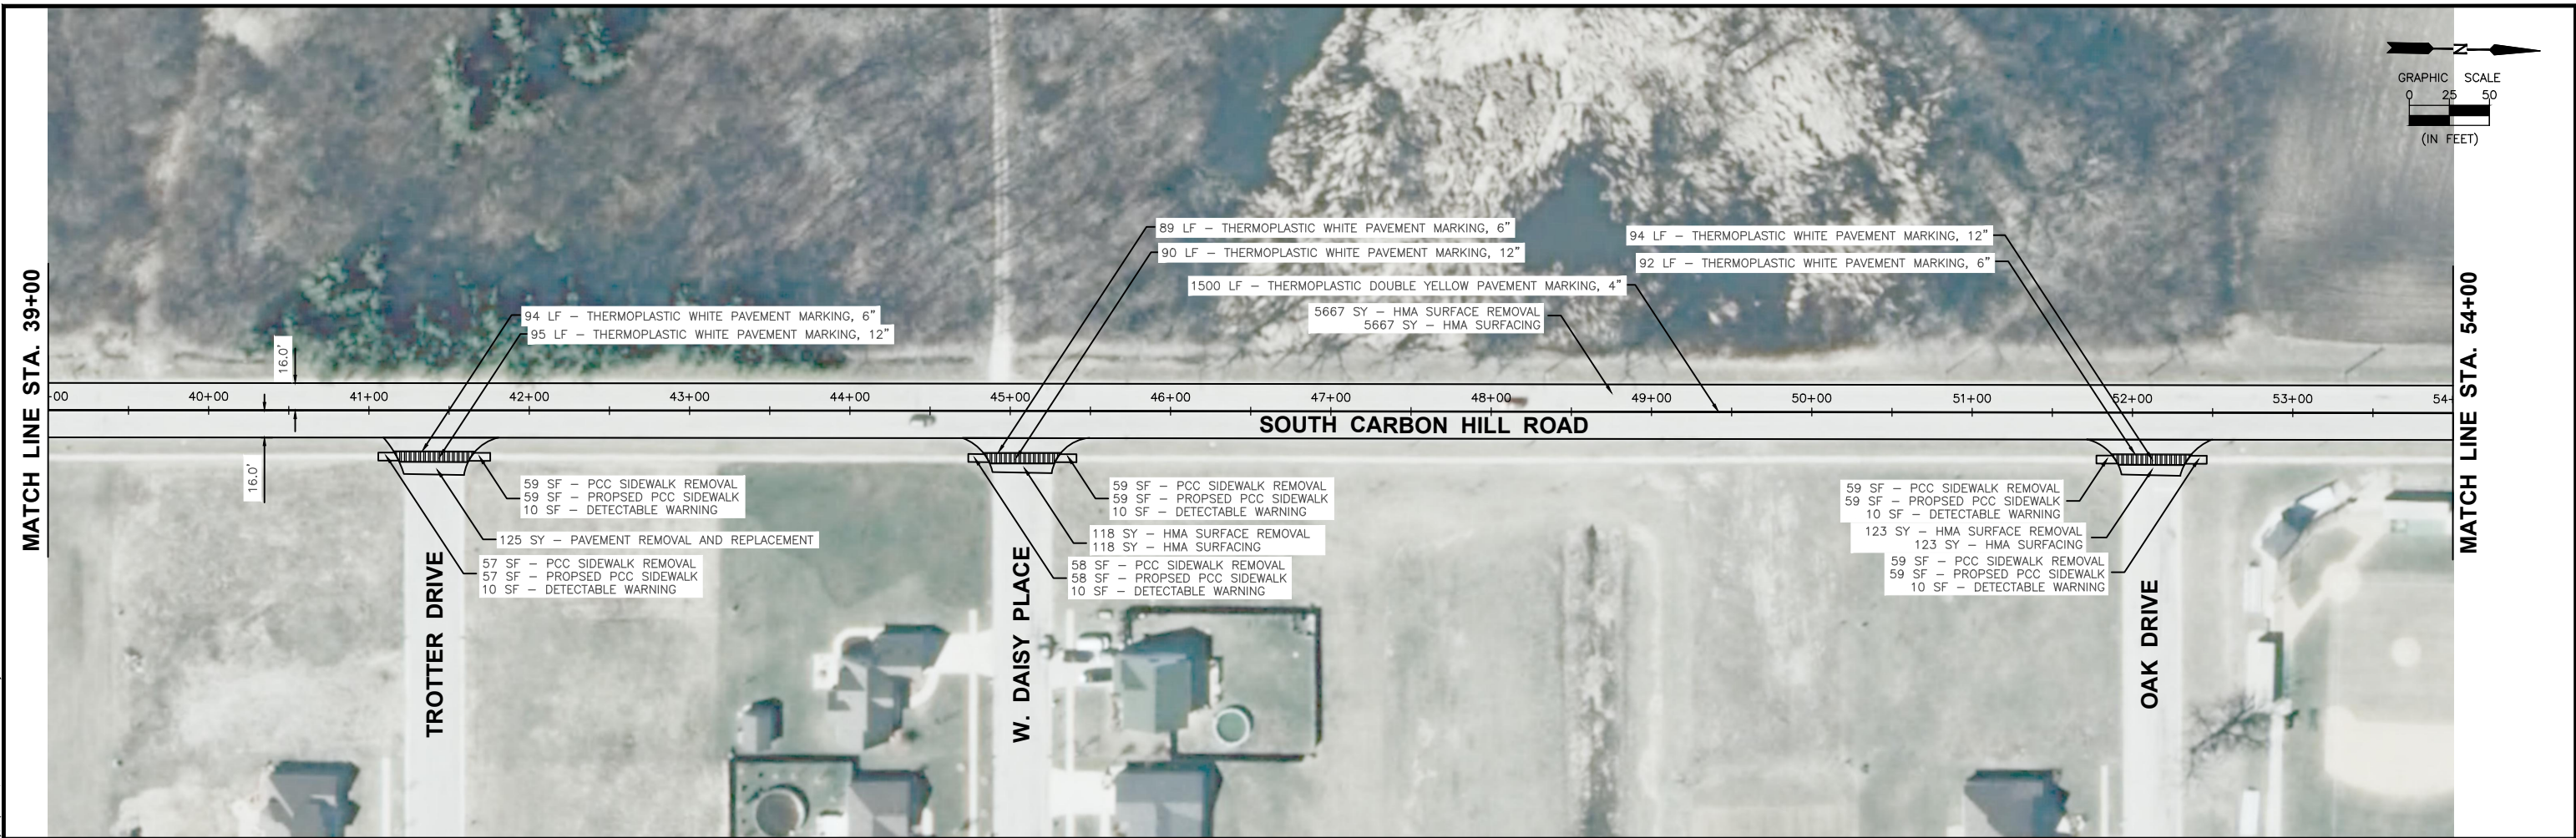 N
GRAPHIC SCALE
0 25 50
(IN FEET)
89 LF – THERMOPLASTIC WHITE PAVEMENT MARKING, 6"
90 LF – THERMOPLASTIC WHITE PAVEMENT MARKING, 12"
94 LF – THERMOPLASTIC WHITE PAVEMENT MARKING, 12"
92 LF – THERMOPLASTIC WHITE PAVEMENT MARKING, 6"
1500 LF – THERMOPLASTIC DOUBLE YELLOW PAVEMENT MARKING, 4"
5667 SY – HMA SURFACE REMOVAL
5667 SY – HMA SURFACING
94 LF – THERMOPLASTIC WHITE PAVEMENT MARKING, 6"
95 LF – THERMOPLASTIC WHITE PAVEMENT MARKING, 12"
MATCH LINE STA. 39+00
16.0'
16.0'
+00 40+00 41+00 42+00 43+00 44+00 45+00 46+00 47+00 48+00 49+00 50+00 51+00 52+00 53+00 54+
SOUTH CARBON HILL ROAD
MATCH LINE STA. 54+00
59 SF – PCC SIDEWALK REMOVAL
59 SF – PROPSED PCC SIDEWALK
10 SF – DETECTABLE WARNING
125 SY – PAVEMENT REMOVAL AND REPLACEMENT
57 SF – PCC SIDEWALK REMOVAL
57 SF – PROPSED PCC SIDEWALK
10 SF – DETECTABLE WARNING
TROTTER DRIVE
59 SF – PCC SIDEWALK REMOVAL
59 SF – PROPSED PCC SIDEWALK
10 SF – DETECTABLE WARNING
118 SY – HMA SURFACE REMOVAL
118 SY – HMA SURFACING
58 SF – PCC SIDEWALK REMOVAL
58 SF – PROPSED PCC SIDEWALK
10 SF – DETECTABLE WARNING
W. DAISY PLACE
59 SF – PCC SIDEWALK REMOVAL
59 SF – PROPSED PCC SIDEWALK
10 SF – DETECTABLE WARNING
123 SY – HMA SURFACE REMOVAL
123 SY – HMA SURFACING
59 SF – PCC SIDEWALK REMOVAL
59 SF – PROPSED PCC SIDEWALK
10 SF – DETECTABLE WARNING
OAK DRIVE